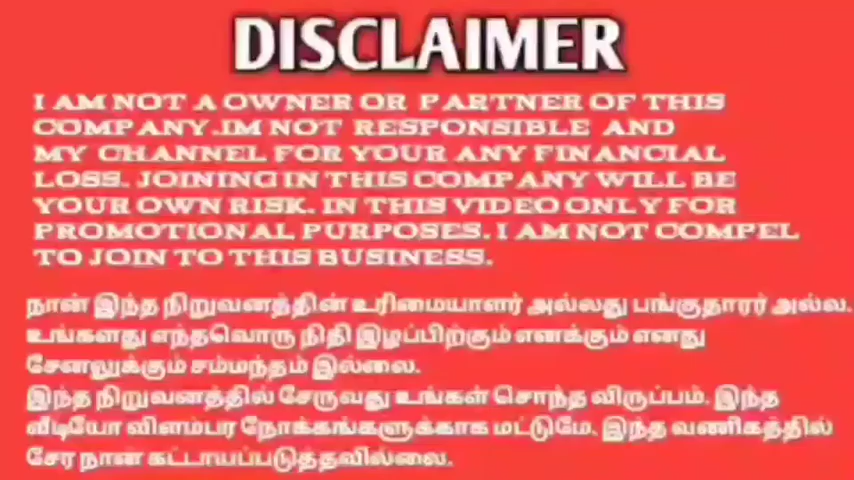 DISCLAIMER
I AM NOT A OWNER OR PARTNER OF THIS
COMPANY.IM NOT RESPONSIBLE AND
MY CHANNEL FOR YOUR ANY FINANCIAL
LOSS. JOINING IN THIS COMPANY WILL BE
YOUR OWN RISK. IN THIS VIDEO ONLY FOR
PROMOTIONAL PURPOSES. I AM NOT COMPEL
TO JOIN TO THIS BUSINESS.
நான் இந்த நிறுவனத்தின் உரிமையாளர் அல்லது பங்குதாரர் அல்ல.
உங்களது எந்தவொரு நிதி இழப்பிற்கும் எனக்கும் எனது
சேனலுக்கும் சம்மந்தம் இல்லை.
இந்த நிறுவனத்தில் சேருவது உங்கள் சொந்த விருப்பம். இந்த
வீடியோ விளம்பர நோக்கங்களுக்காக மட்டுமே. இந்த வணிகத்தில்
சேர நான் கட்டாயப்படுத்தவில்லை.